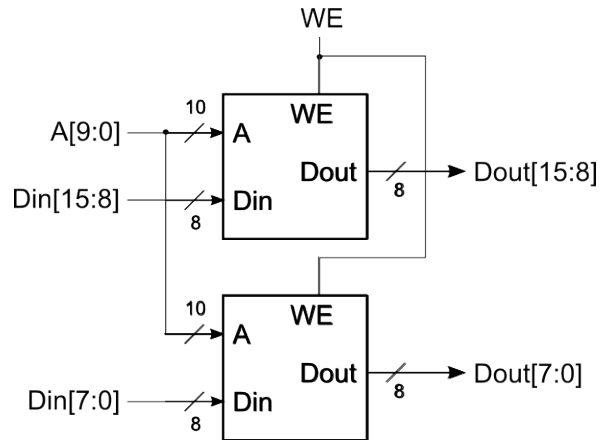 WE
10
WE
A[9:0]
A
Dout
8
Dout[15:8]
Din[15:8]
Din
8
10
WE
A
Dout
8
Dout[7:0]
Din[7:0]
Din
8